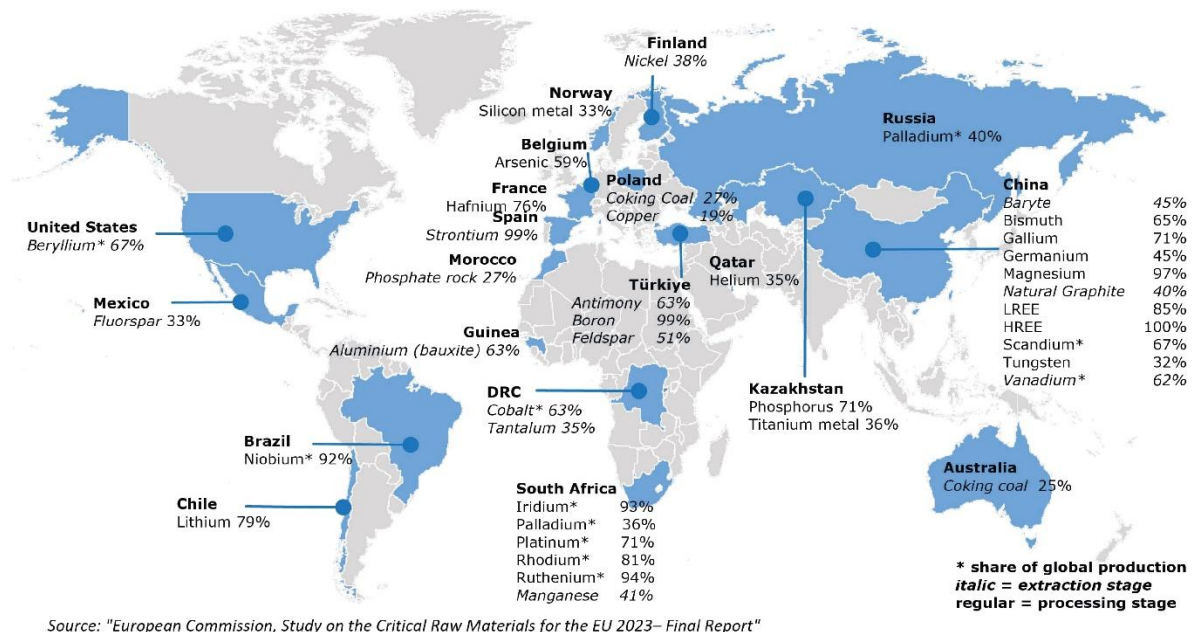 Finland
Nickel 38%
Norway
Silicon metal 33%
Russia
Palladium* 40%
Belgium
Arsenic 59%
France
Hafnium 76%
Poland
Coking Coal 27%
Copper 19%
Spain
Strontium 99%
China
Baryte 45%
Bismuth 65%
Gallium 71%
Germanium 45%
Magnesium 97%
Natural Graphite 40%
LREE 85%
HREE 100%
Scandium* 67%
Tungsten 32%
Vanadium* 62%
United States
Beryllium* 67%
Morocco
Phosphate rock 27%
Qatar
Helium 35%
Türkiye
Antimony 63%
Boron 99%
Feldspar 51%
Mexico
Fluorspar 33%
Guinea
Aluminium (bauxite) 63%
DRC
Cobalt* 63%
Tantalum 35%
Kazakhstan
Phosphorus 71%
Titanium metal 36%
Brazil
Niobium* 92%
Australia
Coking coal 25%
Chile
Lithium 79%
South Africa
Iridium* 93%
Palladium* 36%
Platinum* 71%
Rhodium* 81%
Ruthenium* 94%
Manganese 41%
* share of global production
italic = extraction stage
regular = processing stage
Source: "European Commission, Study on the Critical Raw Materials for the EU 2023– Final Report"